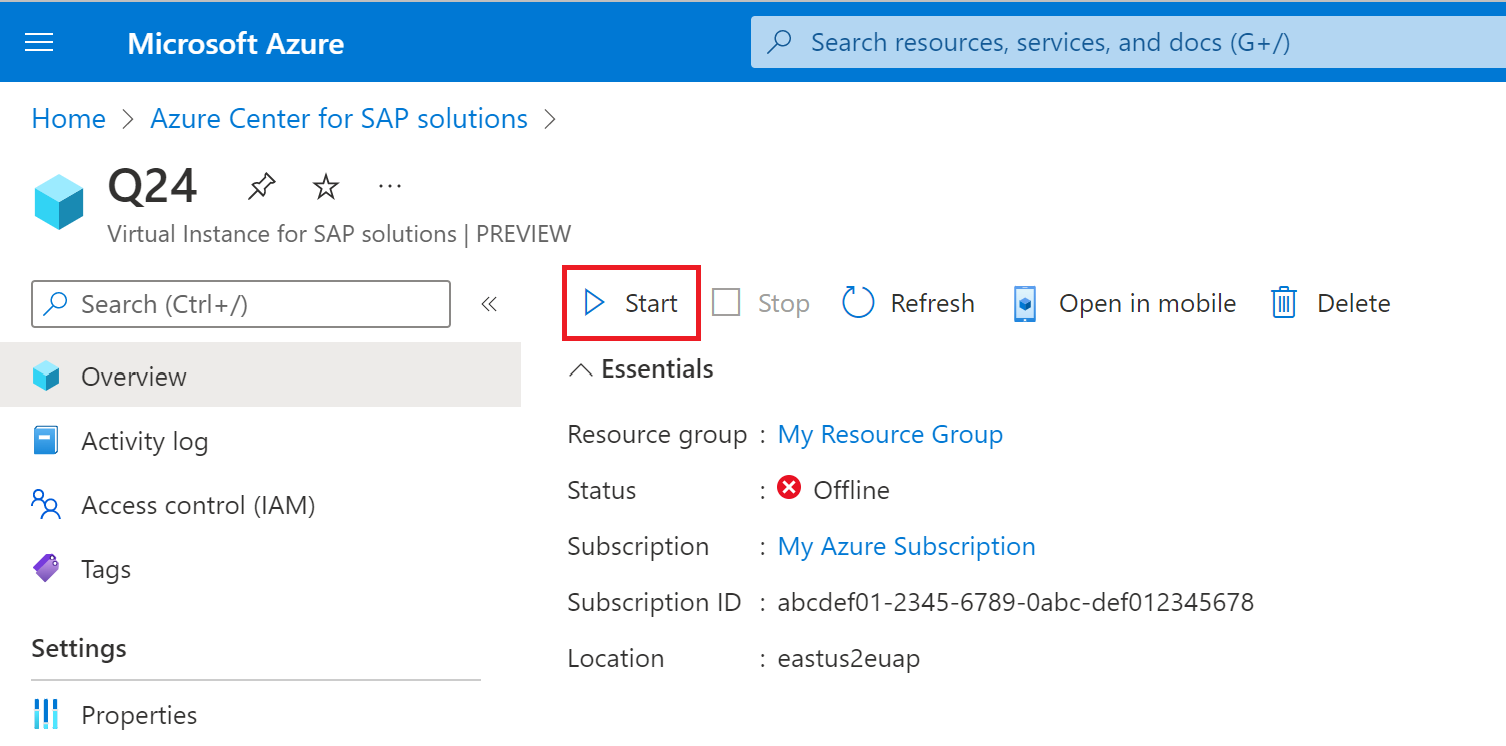 Microsoft Azure
Search resources, services, and docs (G+/)
Home > Azure Center for SAP solutions >
Q24 ...
Virtual Instance for SAP solutions | PREVIEW
Search (Ctrl+/) «
Start Stop Refresh Open in mobile Delete
Overview
Activity log
Access control (IAM)
Tags
Settings
Properties
Essentials
Resource group : My Resource Group
Status : Offline
Subscription : My Azure Subscription
Subscription ID : abcdef01-2345-6789-0abc-def012345678
Location : eastus2euap